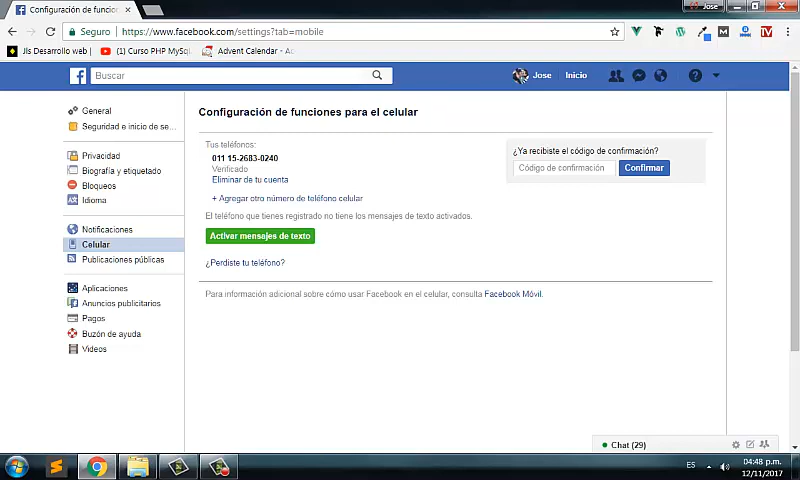 Configuración de funcion
Jose
Seguro
https://www.facebook.com/settings?tab=mobile
Jls Desarrollo web
(1) Curso PHP MySql
Advent Calendar - Ad
Buscar
Jose
Inicio
General
Seguridad e inicio de se...
Privacidad
Biografía y etiquetado
Bloqueos
Idioma
Notificaciones
Celular
Publicaciones públicas
Aplicaciones
Anuncios publicitarios
Pagos
Buzón de ayuda
Videos
Configuración de funciones para el celular
Tus teléfonos:
011 15-2683-0240
Verificado
Eliminar de tu cuenta
+ Agregar otro número de teléfono celular
El teléfono que tienes registrado no tiene los mensajes de texto activados.
Activar mensajes de texto
¿Perdiste tu teléfono?
Para información adicional sobre cómo usar Facebook en el celular, consulta Facebook Móvil.
¿Ya recibiste el código de confirmación?
Código de confirmación
Confirmar
Chat (29)
ES
04:48 p.m.
12/11/2017